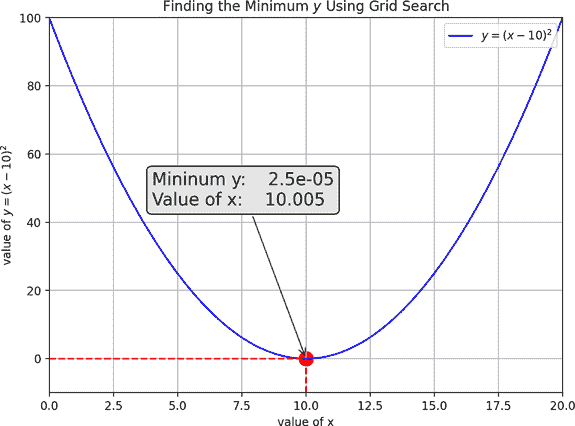 Finding the Minimum y Using Grid Search
y = (x − 10)²
100
80
60
40
20
0
value of y = (x − 10)²
Mininum y: 2.5e-05
Value of x: 10.005
0.0 2.5 5.0 7.5 10.0 12.5 15.0 17.5 20.0
value of x